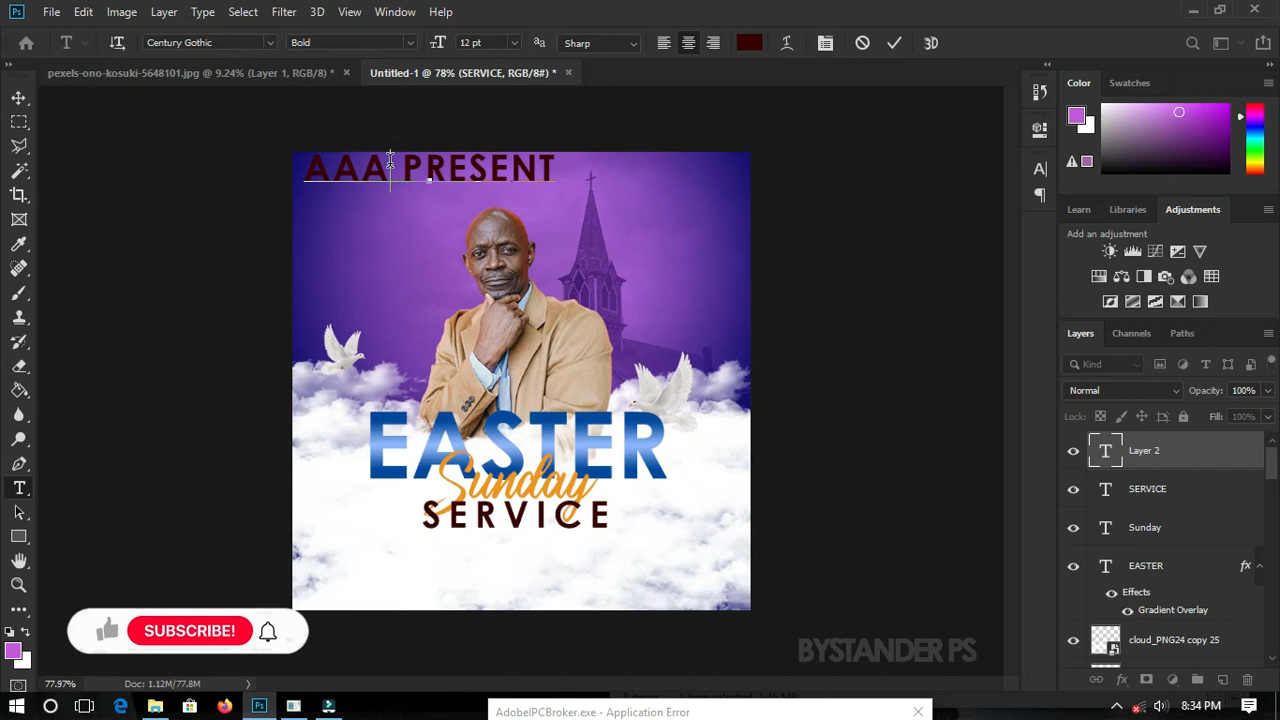 Ps File Edit Image Layer Type Select Filter 3D View Window Help
T Century Gothic Bold 12 pt aa Sharp 3D
pexels-ono-kosuki-5648101.jpg @ 9.24% (Layer 1, RGB/8) * × Untitled-1 @ 78% (SERVICE, RGB/8#) * ×
AAA PRESENT
EASTER
Sunday
SERVICE
SUBSCRIBE!
BYSTANDER PS
Color Swatches
Learn Libraries Adjustments
Add an adjustment
Layers Channels Paths
Kind
Normal Opacity: 100%
Lock: Fill: 100%
T Layer 2
T SERVICE
T Sunday
T EASTER fx
Effects
Gradient Overlay
cloud_PNG24 copy 25
fx
77.97% Doc: 1.12M/77.8M
AdobeIPCBroker.exe - Application Error
8:34 PM